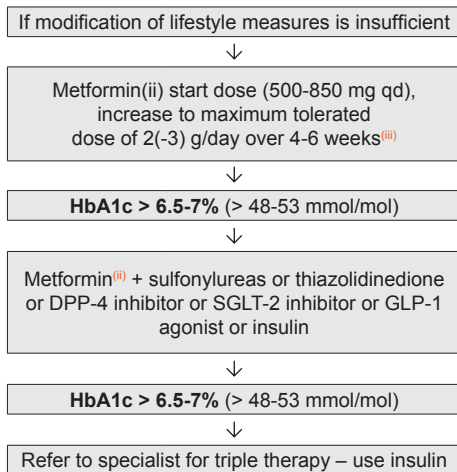 If modification of lifestyle measures is insufficient
Metformin(ii) start dose (500-850 mg qd),
increase to maximum tolerated
dose of 2(-3) g/day over 4-6 weeks(iii)
HbA1c > 6.5-7% (> 48-53 mmol/mol)
Metformin(ii) + sulfonylureas or thiazolidinedione
or DPP-4 inhibitor or SGLT-2 inhibitor or GLP-1
agonist or insulin
HbA1c > 6.5-7% (> 48-53 mmol/mol)
Refer to specialist for triple therapy – use insulin